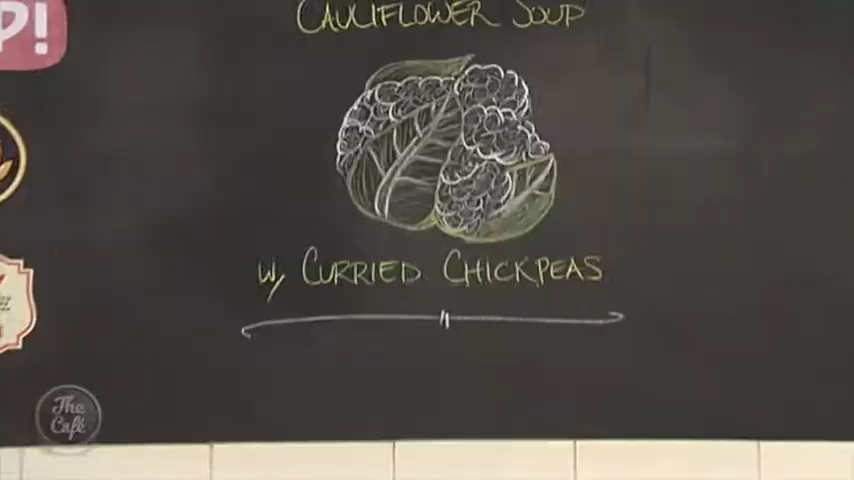 P!
CAULIFLOWER SOUP
W/ CURRIED CHICKPEAS
The
Café